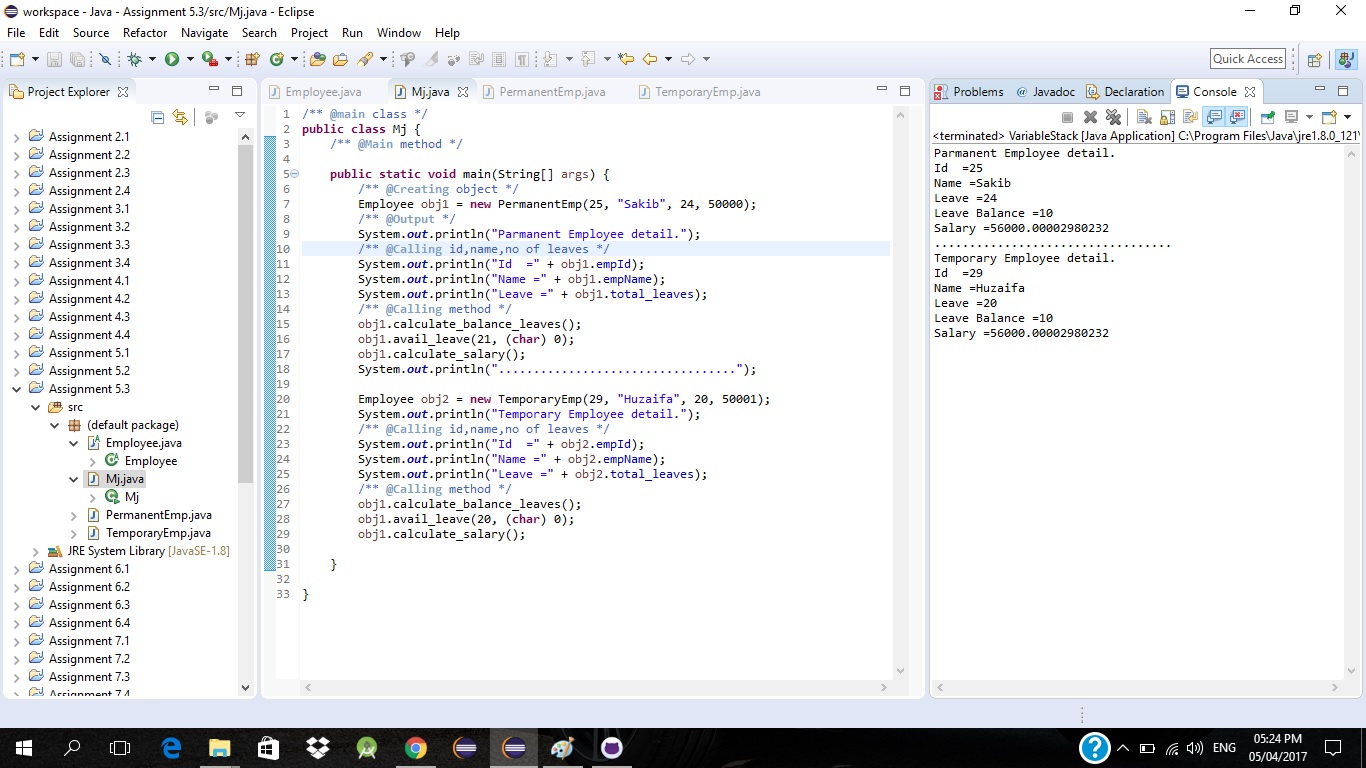 workspace - Java - Assignment 5.3/src/Mj.java - Eclipse
File Edit Source Refactor Navigate Search Project Run Window Help
Quick Access
Project Explorer
Assignment 2.1
Assignment 2.2
Assignment 2.3
Assignment 2.4
Assignment 3.1
Assignment 3.2
Assignment 3.3
Assignment 3.4
Assignment 4.1
Assignment 4.2
Assignment 4.3
Assignment 4.4
Assignment 5.1
Assignment 5.2
Assignment 5.3
src
(default package)
Employee.java
Employee
Mj.java
Mj
PermanentEmp.java
TemporaryEmp.java
JRE System Library [JavaSE-1.8]
Assignment 6.1
Assignment 6.2
Assignment 6.3
Assignment 6.4
Assignment 7.1
Assignment 7.2
Assignment 7.3
Assignment 7.4
Employee.java Mj.java PermanentEmp.java TemporaryEmp.java
1 /** @main class */
2 public class Mj {
3 /** @Main method */
4
5 public static void main(String[] args) {
6 /** @Creating object */
7 Employee obj1 = new PermanentEmp(25, "Sakib", 24, 50000);
8 /** @Output */
9 System.out.println("Parmanent Employee detail.");
10 /** @Calling id,name,no of leaves */
11 System.out.println("Id  =" + obj1.empId);
12 System.out.println("Name =" + obj1.empName);
13 System.out.println("Leave =" + obj1.total_leaves);
14 /** @Calling method */
15 obj1.calculate_balance_leaves();
16 obj1.avail_leave(21, (char) 0);
17 obj1.calculate_salary();
18 System.out.println("..................................");
19
20 Employee obj2 = new TemporaryEmp(29, "Huzaifa", 20, 50001);
21 System.out.println("Temporary Employee detail.");
22 /** @Calling id,name,no of leaves */
23 System.out.println("Id  =" + obj2.empId);
24 System.out.println("Name =" + obj2.empName);
25 System.out.println("Leave =" + obj2.total_leaves);
26 /** @Calling method */
27 obj1.calculate_balance_leaves();
28 obj1.avail_leave(20, (char) 0);
29 obj1.calculate_salary();
30
31 }
32
33 }
Problems @ Javadoc Declaration Console
<terminated> VariableStack [Java Application] C:\Program Files\Java\jre1.8.0_121\
Parmanent Employee detail.
Id  =25
Name =Sakib
Leave =24
Leave Balance =10
Salary =56000.00002980232
..................................
Temporary Employee detail.
Id  =29
Name =Huzaifa
Leave =20
Leave Balance =10
Salary =56000.00002980232
ENG
05:24 PM
05/04/2017